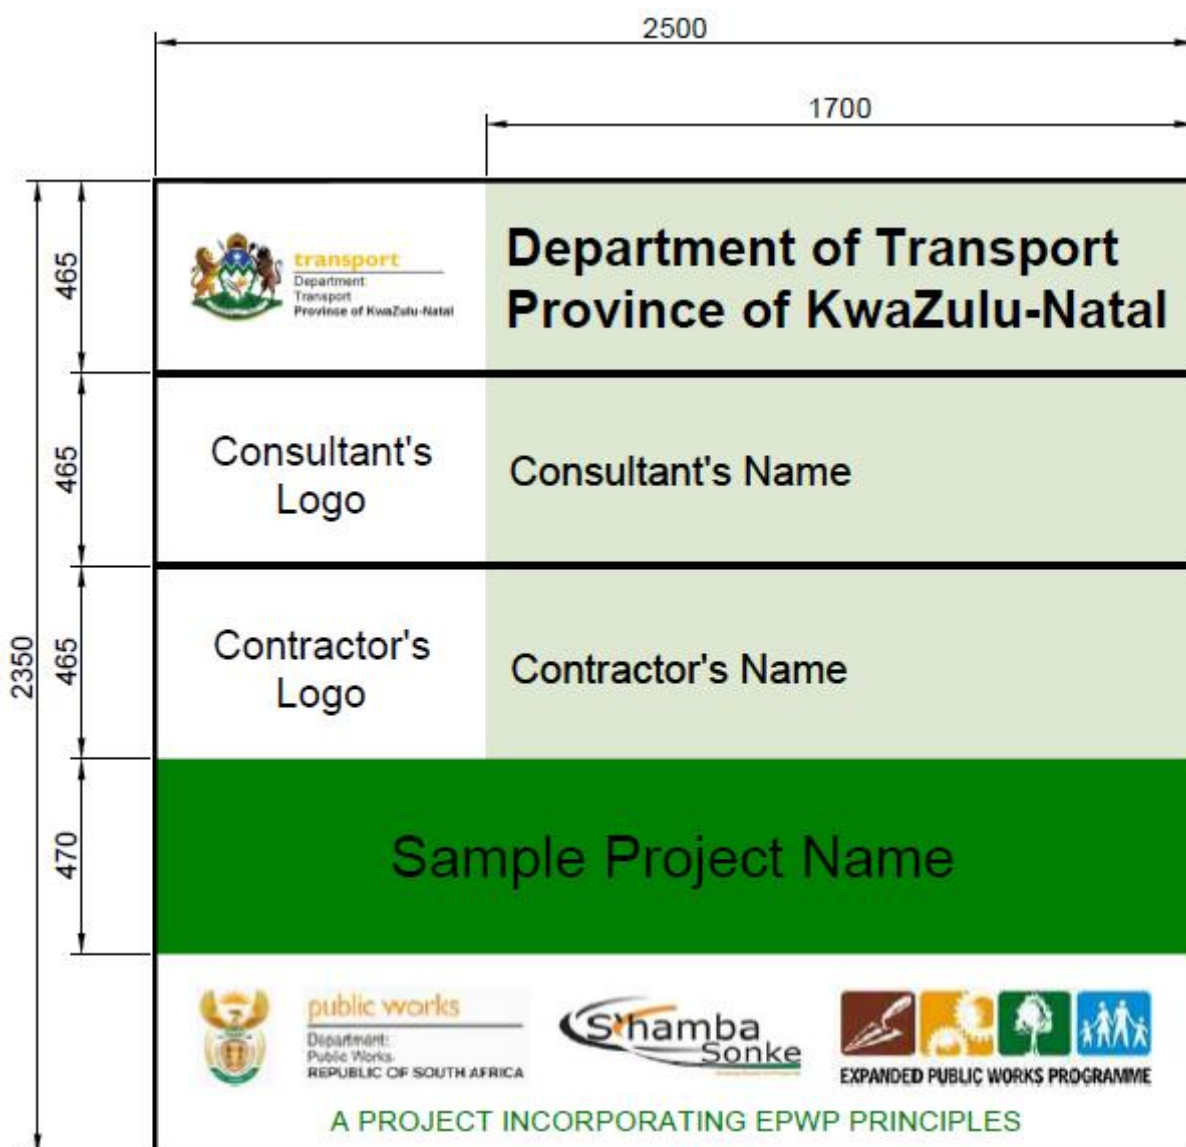 2500
1700
465
transport
Department:
Transport
Province of KwaZulu-Natal
Department of Transport
Province of KwaZulu-Natal
465
Consultant's
Logo
Consultant's Name
2350
465
Contractor's
Logo
Contractor's Name
470
Sample Project Name
public works
Department:
Public Works
REPUBLIC OF SOUTH AFRICA
S'hamba
Sonke
EXPANDED PUBLIC WORKS PROGRAMME
A PROJECT INCORPORATING EPWP PRINCIPLES